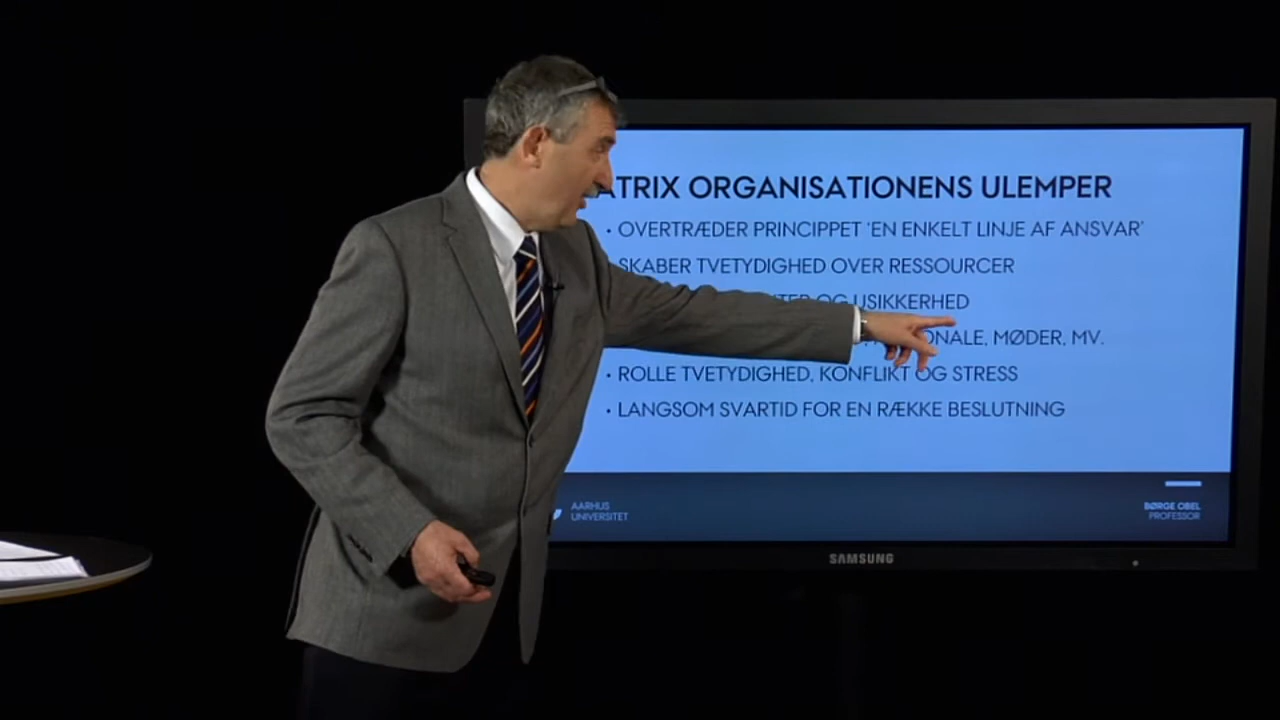 ATRIX ORGANISATIONENS ULEMPER
• OVERTRÆDER PRINCIPPET 'EN ENKELT LINJE AF ANSVAR'
SKABER TVETYDIGHED OVER RESSOURCER
OG USIKKERHED
MØDER, MV.
• ROLLE TVETYDIGHED, KONFLIKT OG STRESS
• LANGSOM SVARTID FOR EN RÆKKE BESLUTNING
AARHUS
UNIVERSITET
BØRGE OBEL
PROFESSOR
SAMSUNG